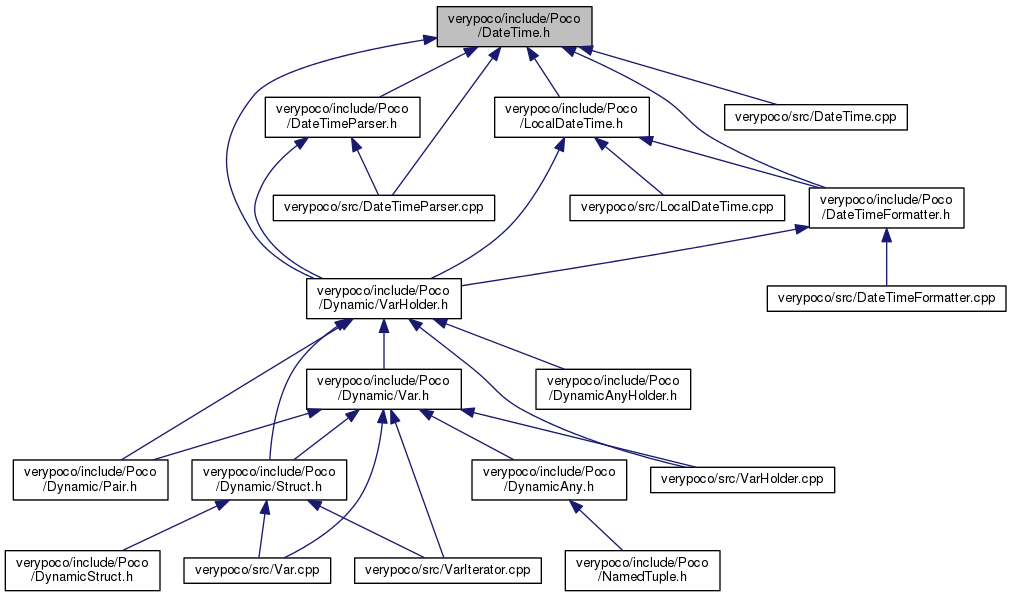 verypoco/include/Poco
/DateTime.h
verypoco/include/Poco
/DateTimeParser.h
verypoco/include/Poco
/LocalDateTime.h
verypoco/src/DateTime.cpp
verypoco/src/DateTimeParser.cpp
verypoco/src/LocalDateTime.cpp
verypoco/include/Poco
/DateTimeFormatter.h
verypoco/include/Poco
/Dynamic/VarHolder.h
verypoco/src/DateTimeFormatter.cpp
verypoco/include/Poco
/Dynamic/Var.h
verypoco/include/Poco
/DynamicAnyHolder.h
verypoco/include/Poco
/Dynamic/Pair.h
verypoco/include/Poco
/Dynamic/Struct.h
verypoco/include/Poco
/DynamicAny.h
verypoco/src/VarHolder.cpp
verypoco/include/Poco
/DynamicStruct.h
verypoco/src/Var.cpp
verypoco/src/VarIterator.cpp
verypoco/include/Poco
/NamedTuple.h